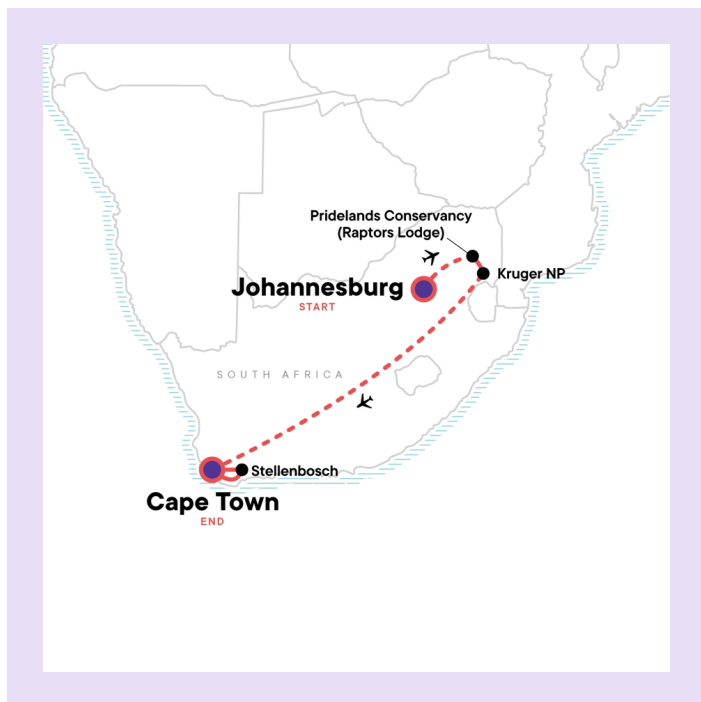 Pridelands Conservancy
(Raptors Lodge)
Kruger NP
Johannesburg
START
SOUTH AFRICA
Stellenbosch
Cape Town
END